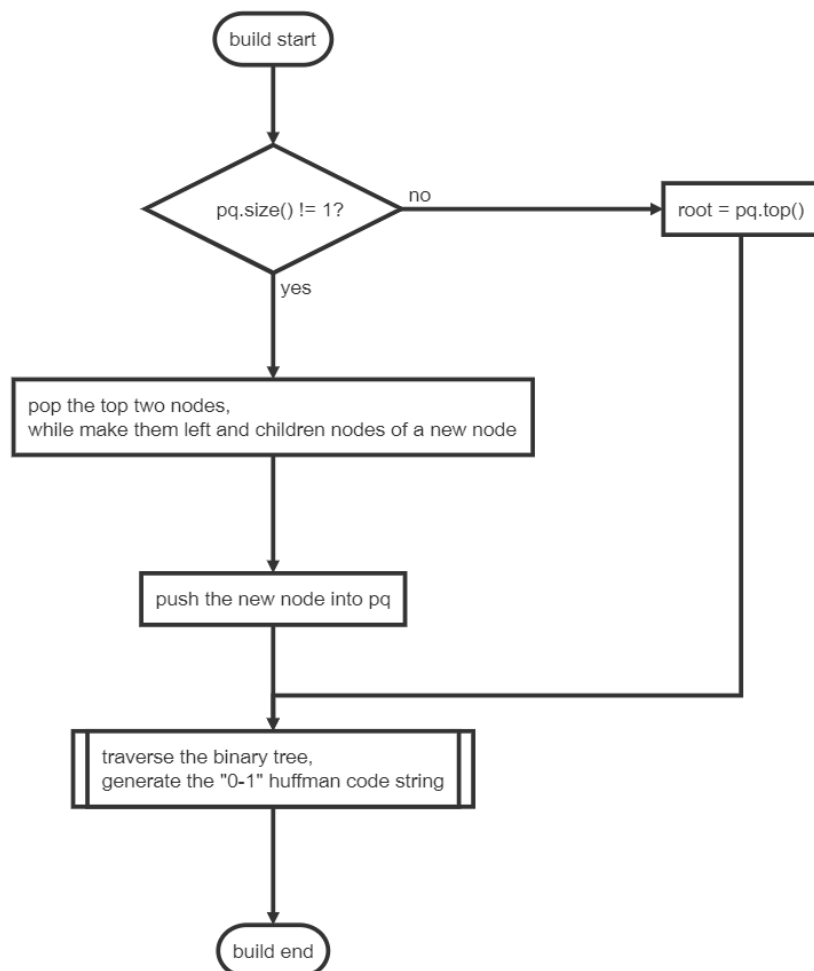 build start
pq.size() != 1?
no
root = pq.top()
yes
pop the top two nodes,
while make them left and children nodes of a new node
push the new node into pq
traverse the binary tree,
generate the "0-1" huffman code string
build end